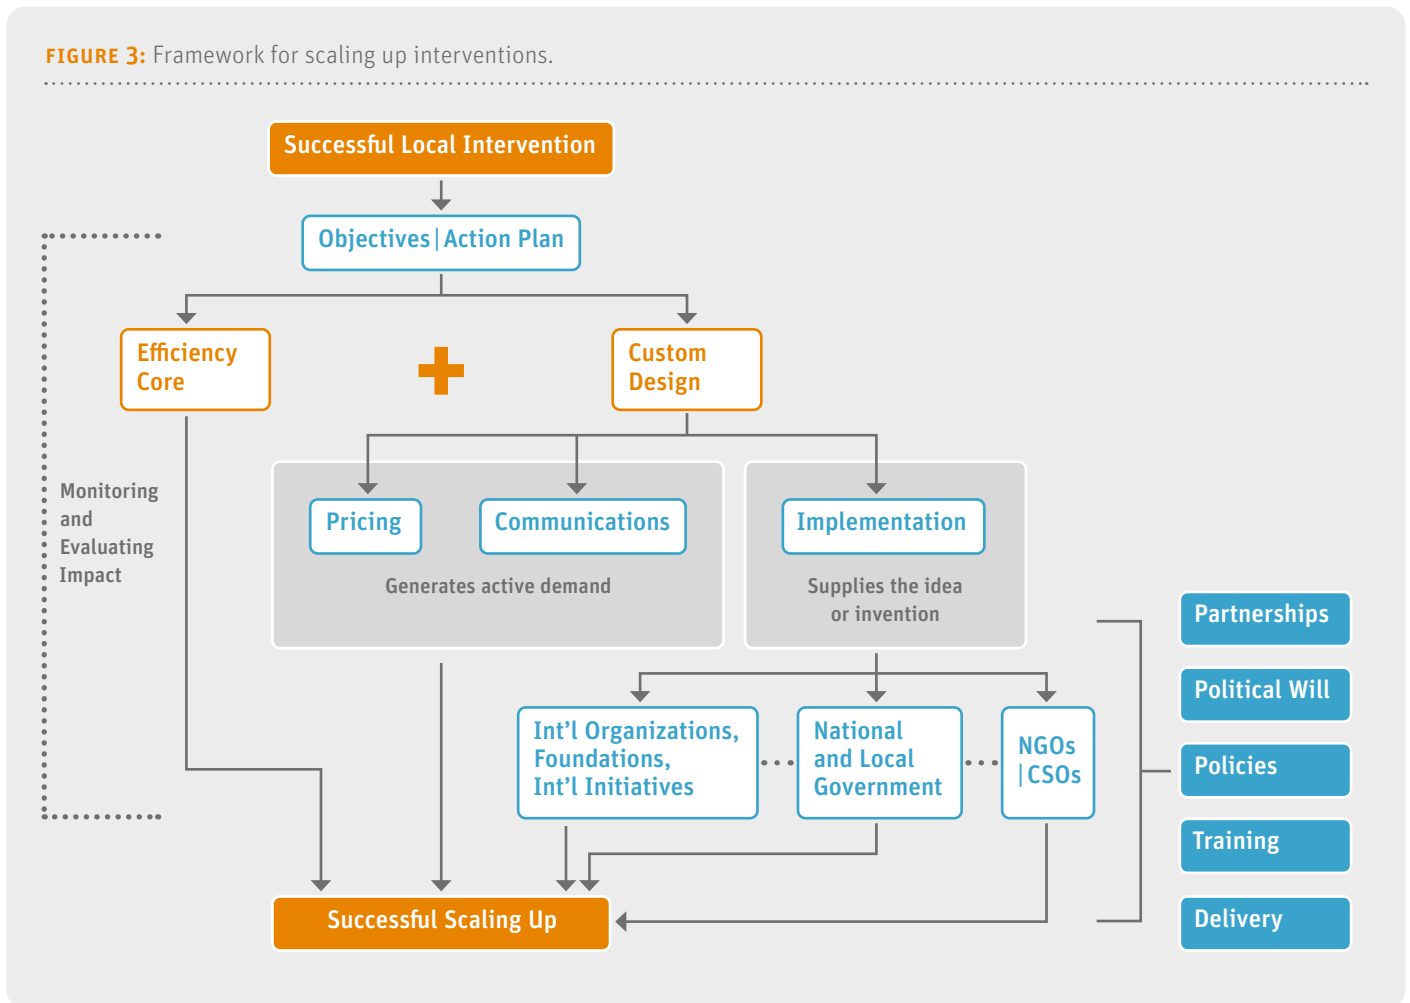 FIGURE 3: Framework for scaling up interventions.
Successful Local Intervention
Objectives|Action Plan
Efficiency
Core
Custom
Design
Monitoring
and
Evaluating
Impact
Pricing
Communications
Generates active demand
Implementation
Supplies the idea
or invention
Int'l Organizations,
Foundations,
Int'l Initiatives
National
and Local
Government
NGOs
|CSOs
Partnerships
Political Will
Policies
Training
Delivery
Successful Scaling Up